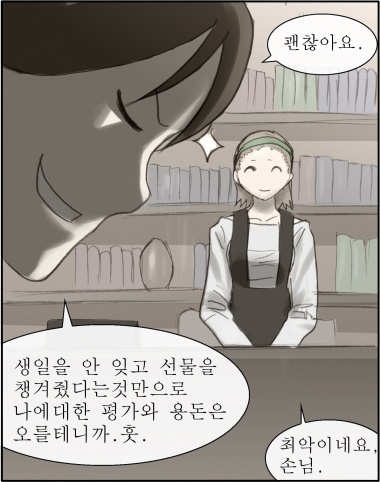 괜찮아요.
생일을 안 잊고 선물을
챙겨줬다는것만으로
나에대한 평가와 용돈은
오를테니까.훗.
최악이네요,
손님.